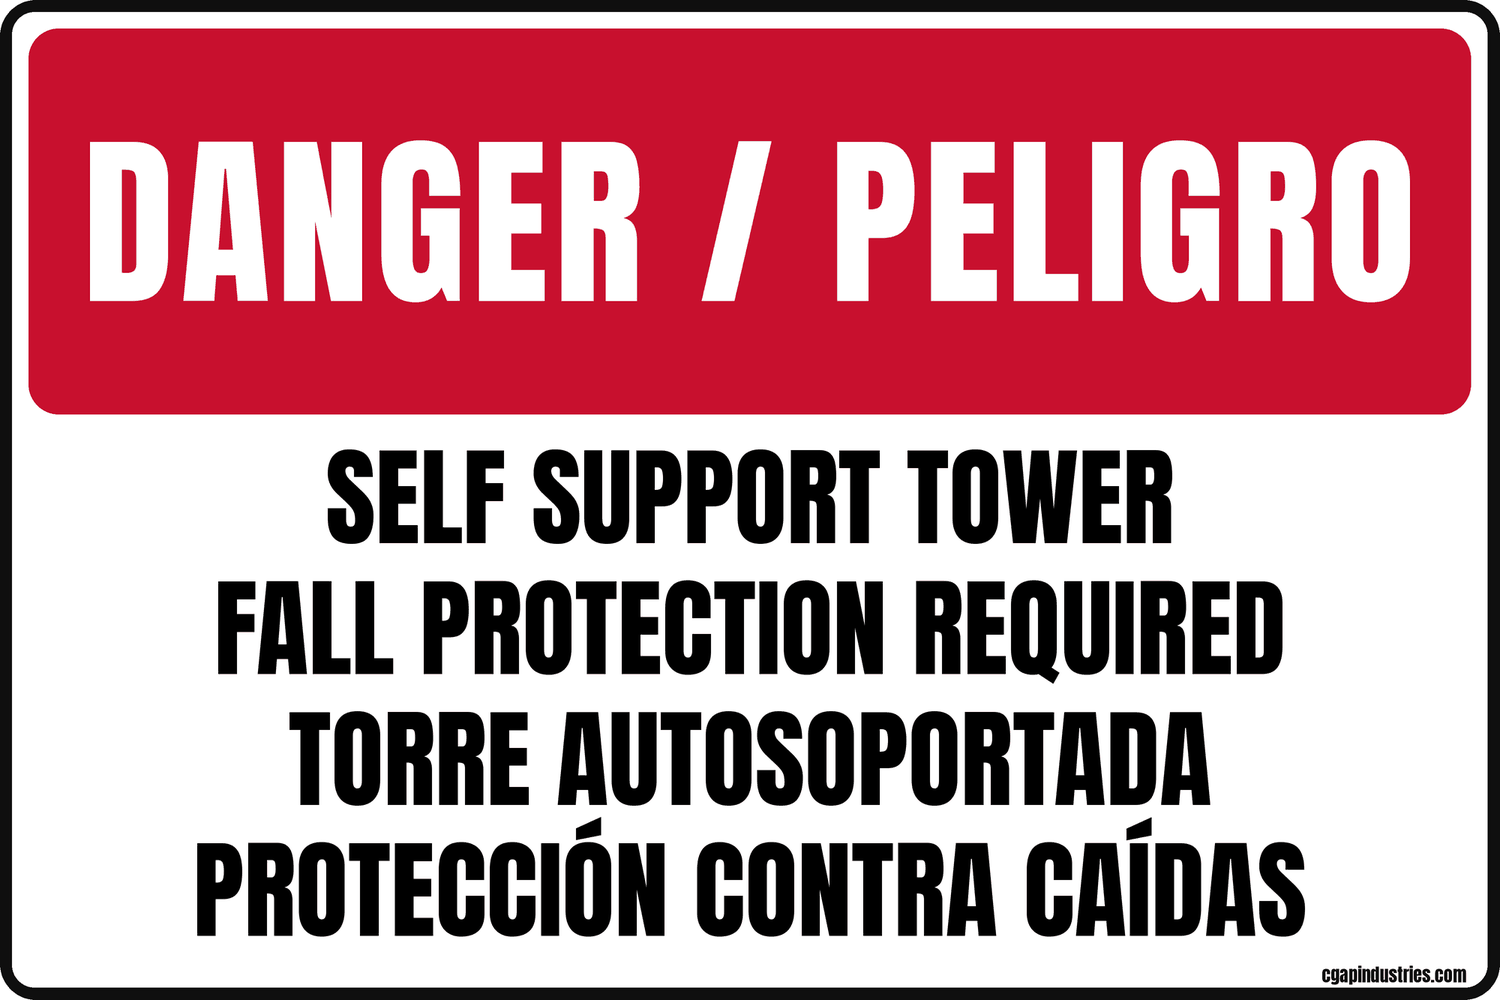 DANGER / PELIGRO
SELF SUPPORT TOWER
FALL PROTECTION REQUIRED
TORRE AUTOSOPORTADA
PROTECCIÓN CONTRA CAÍDAS
cgapindustries.com